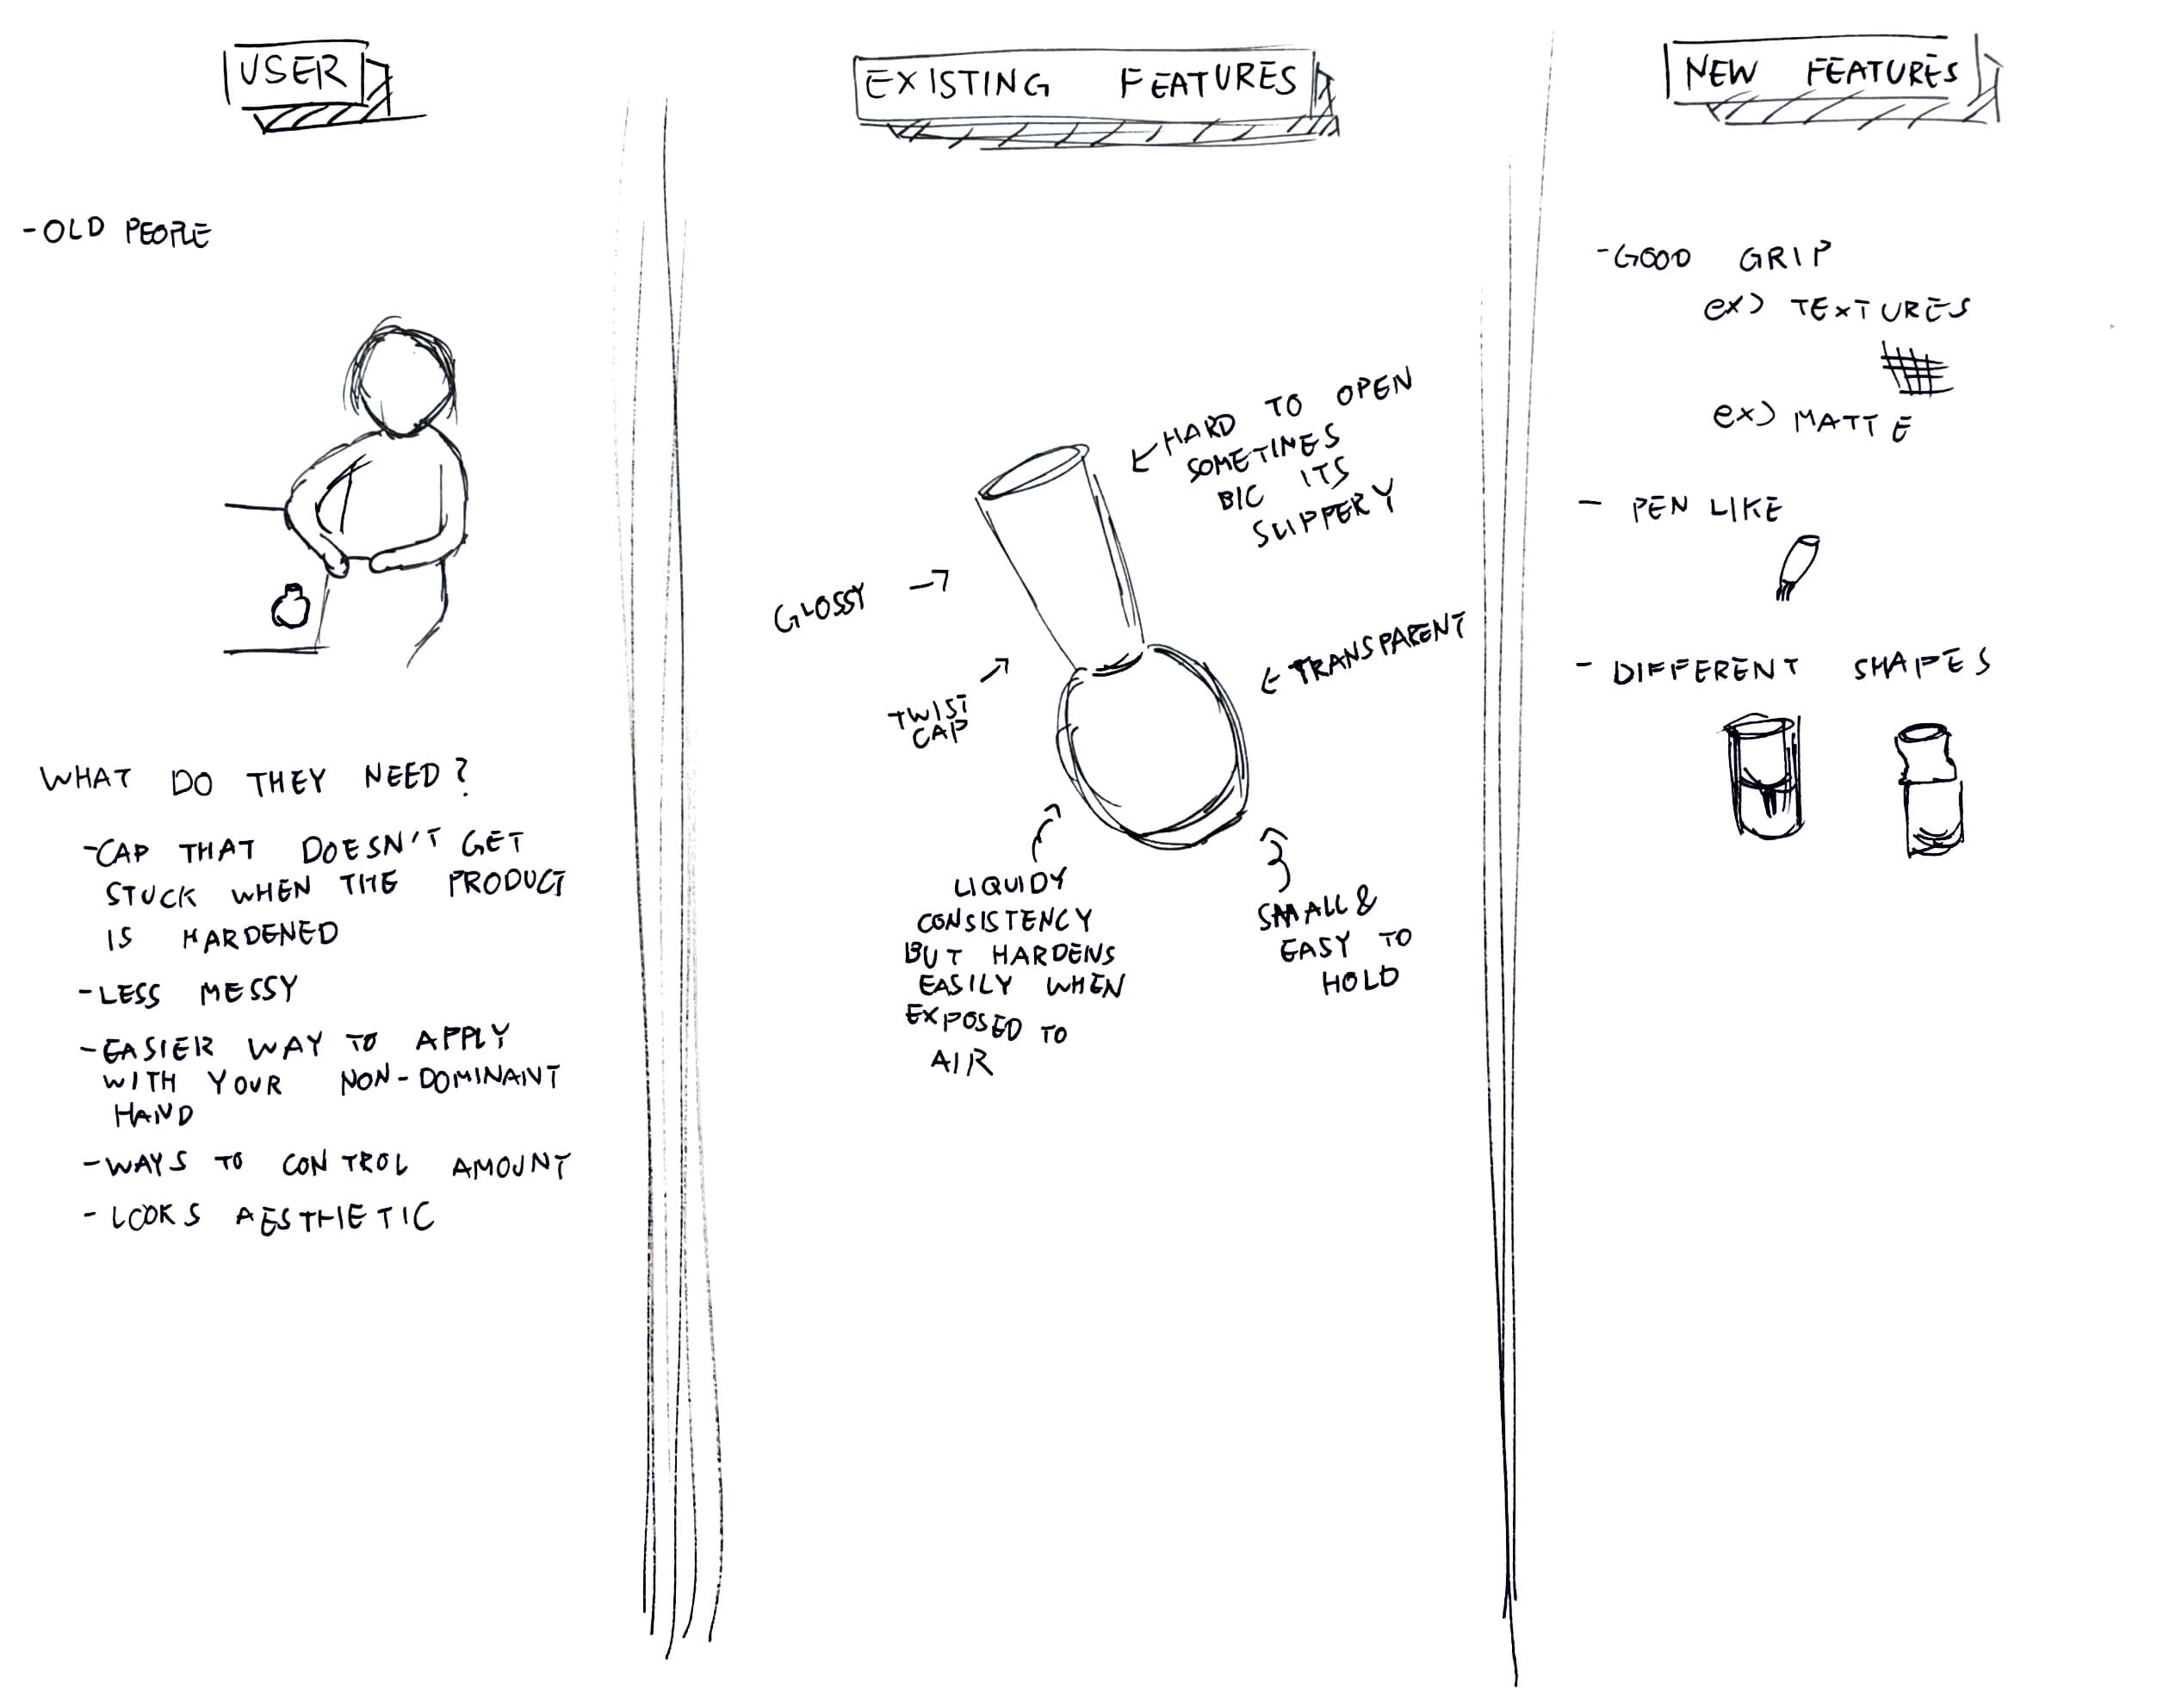 USER
- OLD PEOPLE
WHAT DO THEY NEED?
- CAP THAT DOESN'T GET
STUCK WHEN THE PRODUCT
IS HARDENED
- LESS MESSY
- EASIER WAY TO APPLY
WITH YOUR NON-DOMINANT
HAND
- WAYS TO CONTROL AMOUNT
- LOOKS AESTHETIC
EXISTING FEATURES
HARD TO OPEN
SOMETIMES
BIC ITS
SLIPPERY
GLOSSY
TRANSPARENT
TWIST
CAP
LIQUIDY
CONSISTENCY
BUT HARDENS
EASILY WHEN
EXPOSED TO
AIR
SMALL &
EASY TO
HOLD
NEW FEATURES
- GOOD GRIP
ex) TEXTURES
ex) MATTE
- PEN LIKE
- DIFFERENT SHAPES